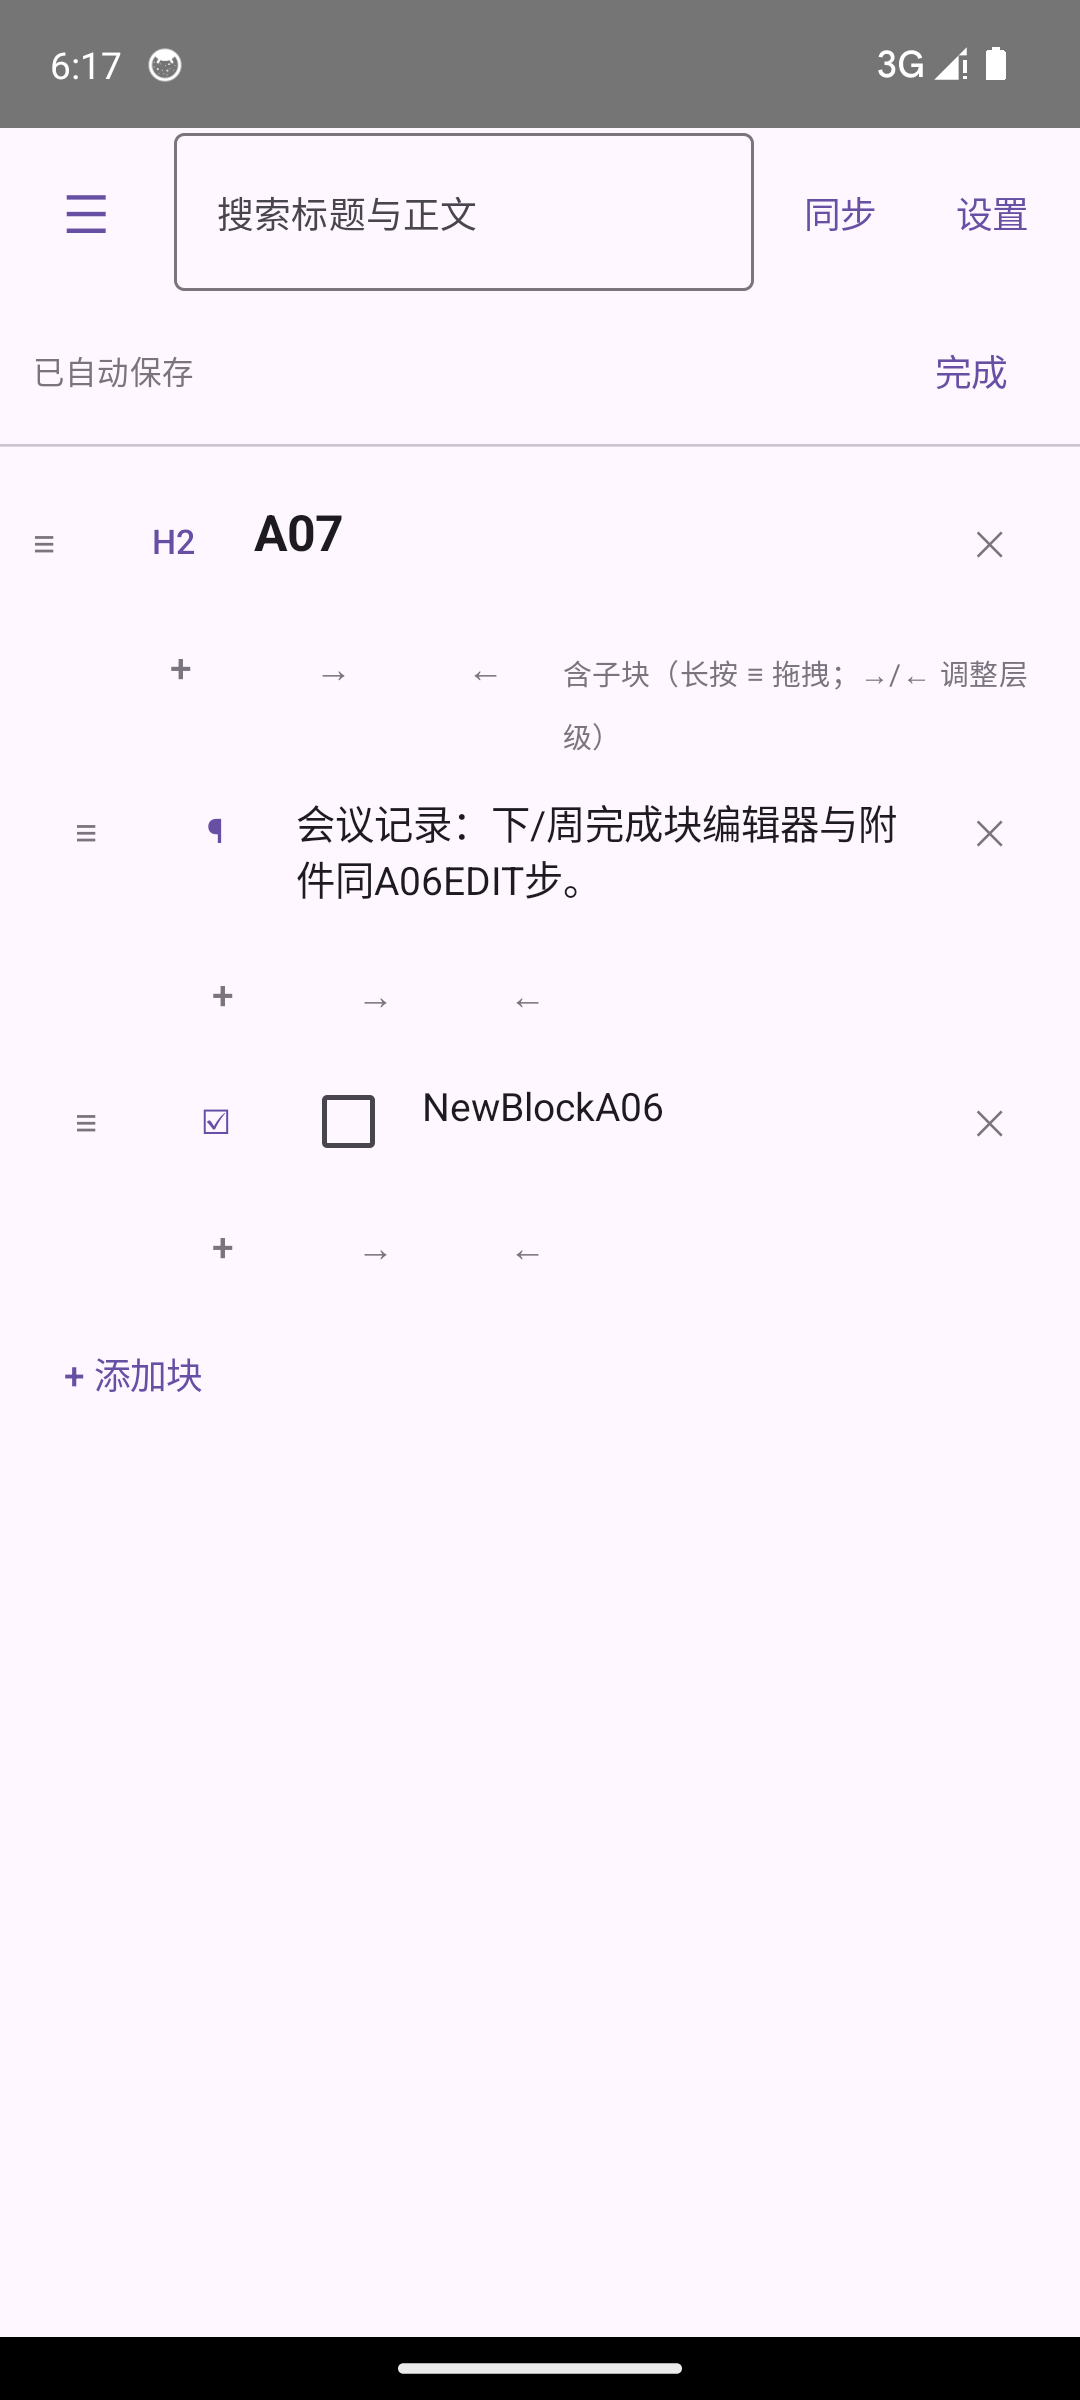 6:17 3G
☰ 搜索标题与正文 同步 设置
已自动保存 完成
≡ H2 A07 ×
+ → ← 含子块（长按 ≡ 拖拽；→/← 调整层
级）
≡ ¶ 会议记录：下/周完成块编辑器与附 ×
件同A06EDIT步。
+ → ←
≡ ☑ NewBlockA06 ×
+ → ←
+ 添加块